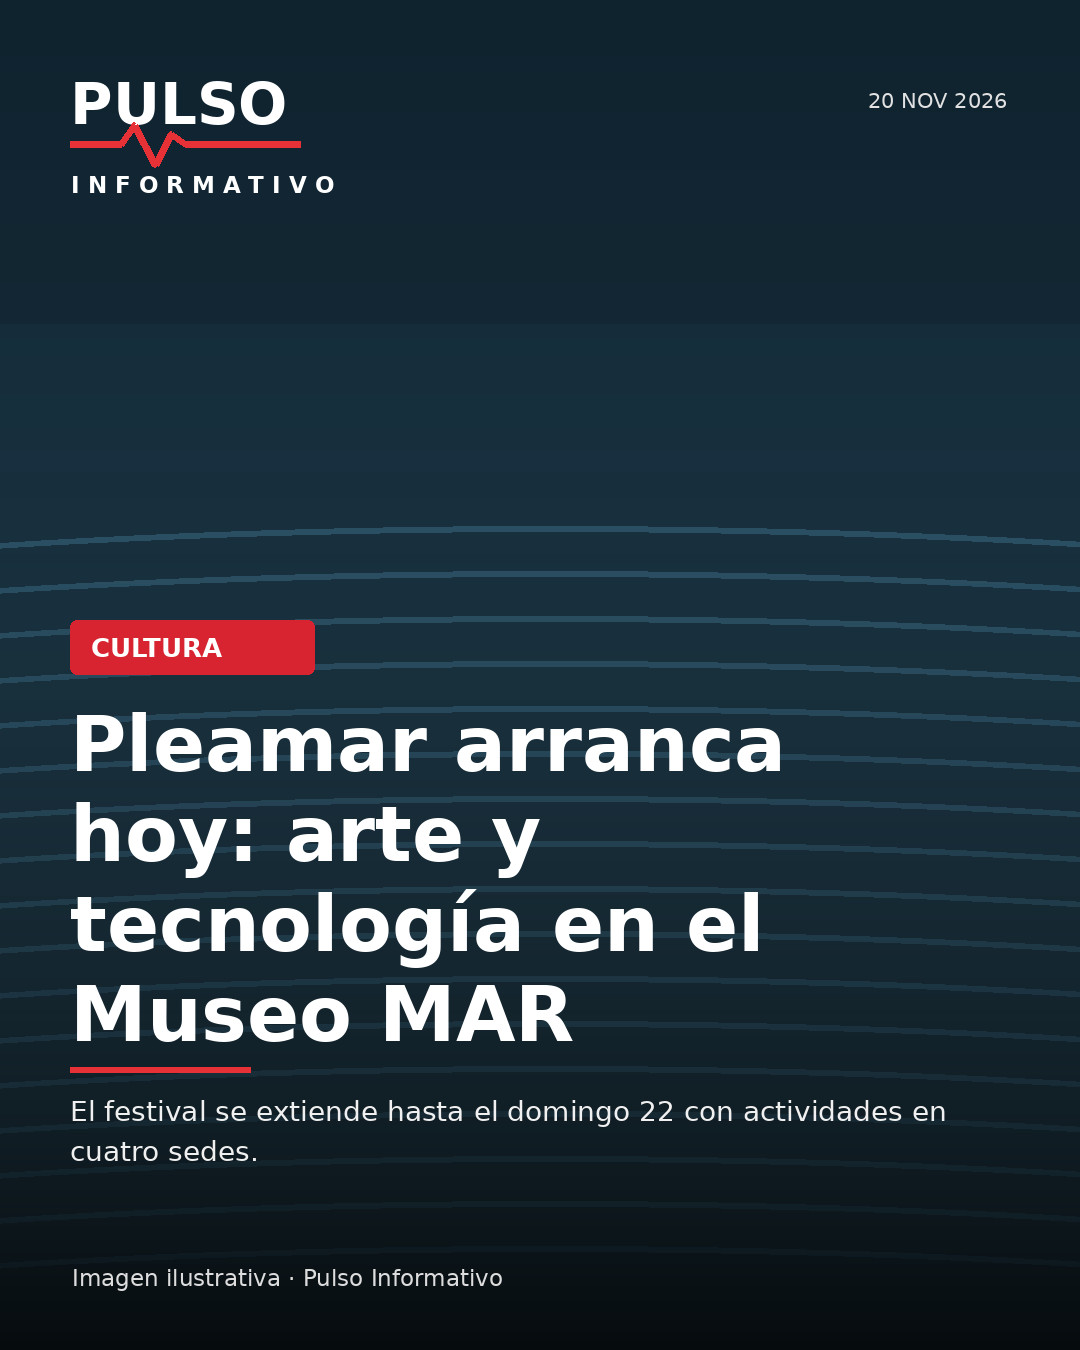 PULSO
INFORMATIVO
20 NOV 2026
CULTURA
Pleamar arranca
hoy: arte y
tecnología en el
Museo MAR
El festival se extiende hasta el domingo 22 con actividades en
cuatro sedes.
Imagen ilustrativa · Pulso Informativo